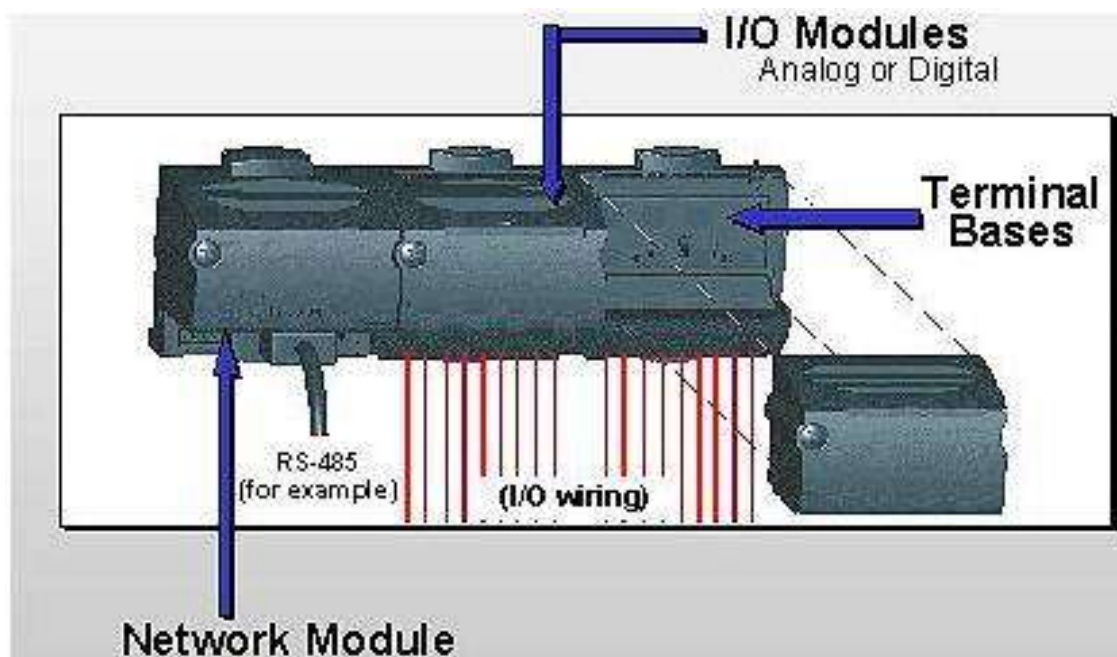 I/O Modules
Analog or Digital
Terminal
Bases
RS-485
(for example)
(I/O wiring)
Network Module